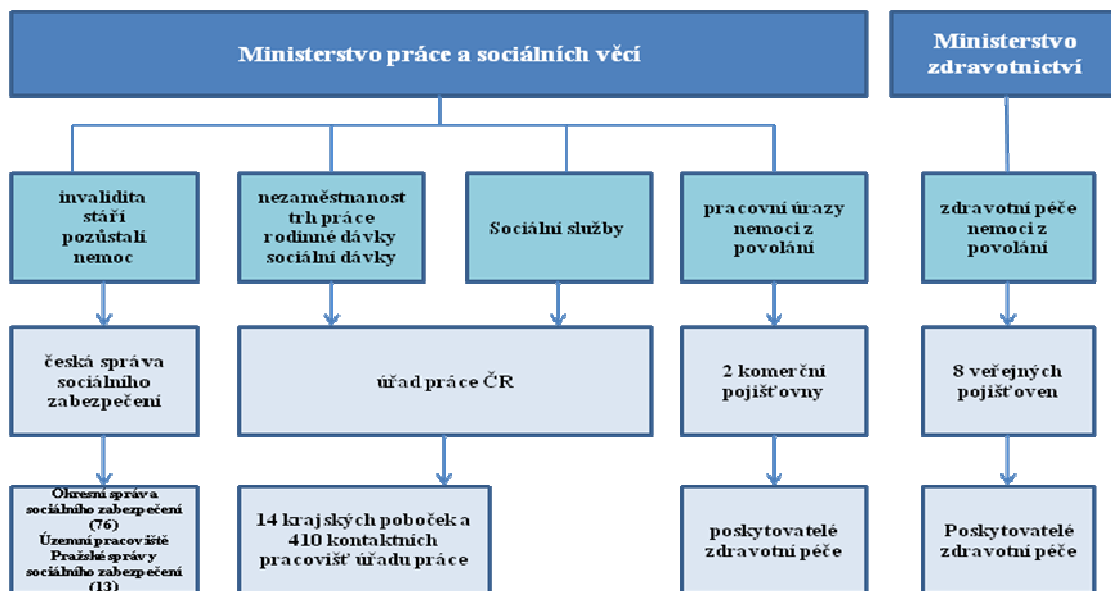 Ministerstvo práce a sociálních věcí
Ministerstvo
zdravotnictví
invalidita
stáří
pozůstalí
nemoc
nezaměstnanost
trh práce
rodinné dávky
sociální dávky
Sociální služby
pracovní úrazy
nemoci z
povolání
zdravotní péče
nemoci z
povolání
česká správa
sociálního
zabezpečení
úřad práce ČR
2 komerční
pojišťovny
8 veřejných
pojišťoven
Okresní správa
sociálního zabezpečení
(76)
Územní pracoviště
Pražské správy
sociálního zabezpečení
(13)
14 krajských poboček a
410 kontaktních
pracovišť úřadu práce
poskytovatelé
zdravotní péče
Poskytovatelé
zdravotní péče